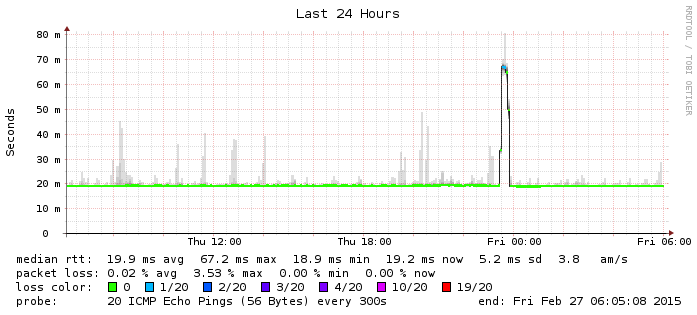 Last 24 Hours
RRDTOOL / TOBI OETIKER
Seconds
80 m
70 m
60 m
50 m
40 m
30 m
20 m
10 m
0
Thu 12:00 Thu 18:00 Fri 00:00 Fri 06:00
median rtt: 19.9 ms avg 67.2 ms max 18.9 ms min 19.2 ms now 5.2 ms sd 3.8 am/s
packet loss: 0.02 % avg 3.53 % max 0.00 % min 0.00 % now
loss color: 0 1/20 2/20 3/20 4/20 10/20 19/20
probe: 20 ICMP Echo Pings (56 Bytes) every 300s end: Fri Feb 27 06:05:08 2015